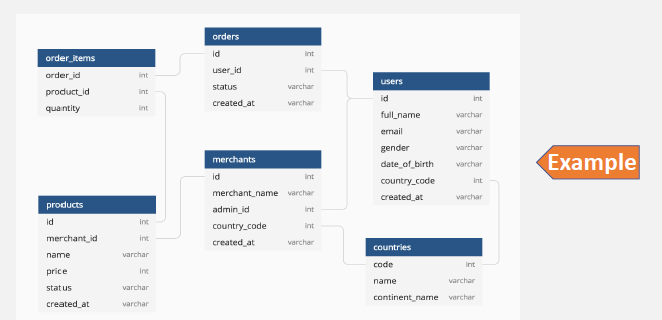 order_items
order_id int
product_id int
quantity int
products
id int
merchant_id int
name varchar
price int
status varchar
created_at varchar
orders
id int
user_id int
status varchar
created_at varchar
merchants
id int
merchant_name varchar
admin_id int
country_code int
created_at varchar
users
id int
full_name varchar
email varchar
gender varchar
date_of_birth varchar
country_code int
created_at varchar
countries
code int
name varchar
continent_name varchar
Example